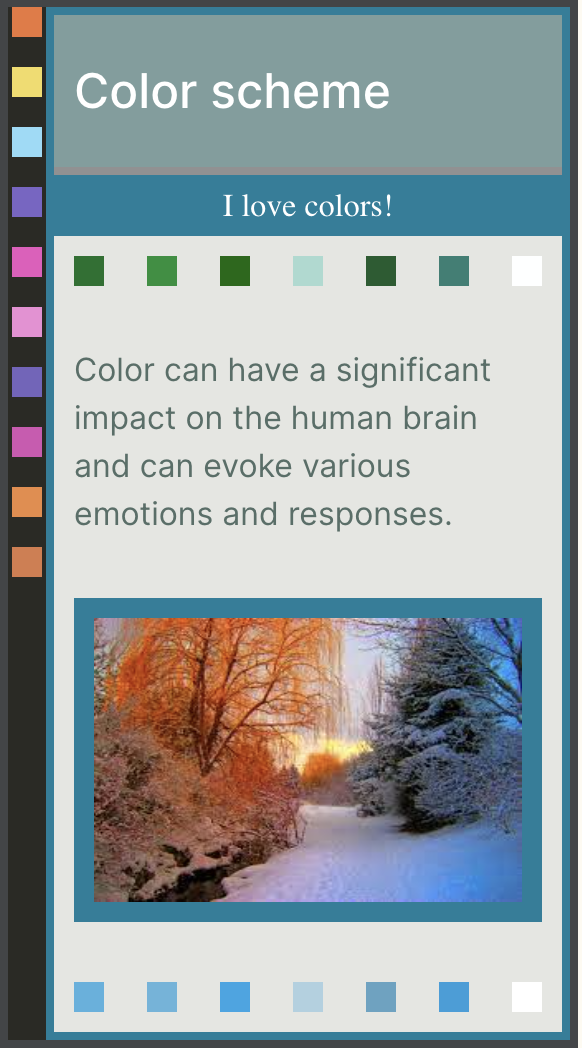 Color scheme
I love colors!
Color can have a significant
impact on the human brain
and can evoke various
emotions and responses.